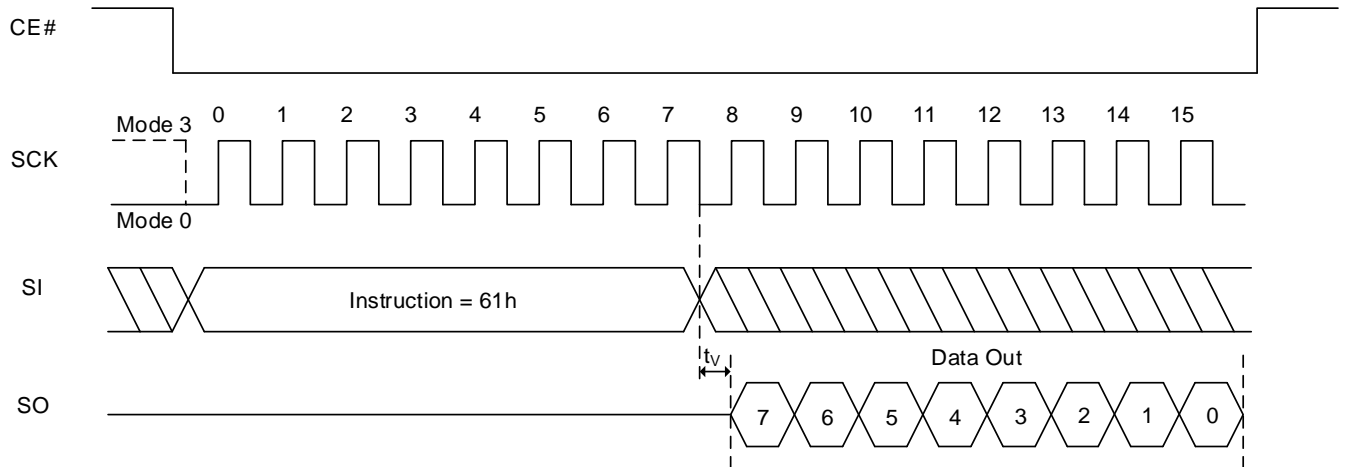 CE#
0 1 2 3 4 5 6 7 8 9 10 11 12 13 14 15
Mode 3
SCK
Mode 0
SI
Instruction = 61h
tV
Data Out
SO
7 6 5 4 3 2 1 0